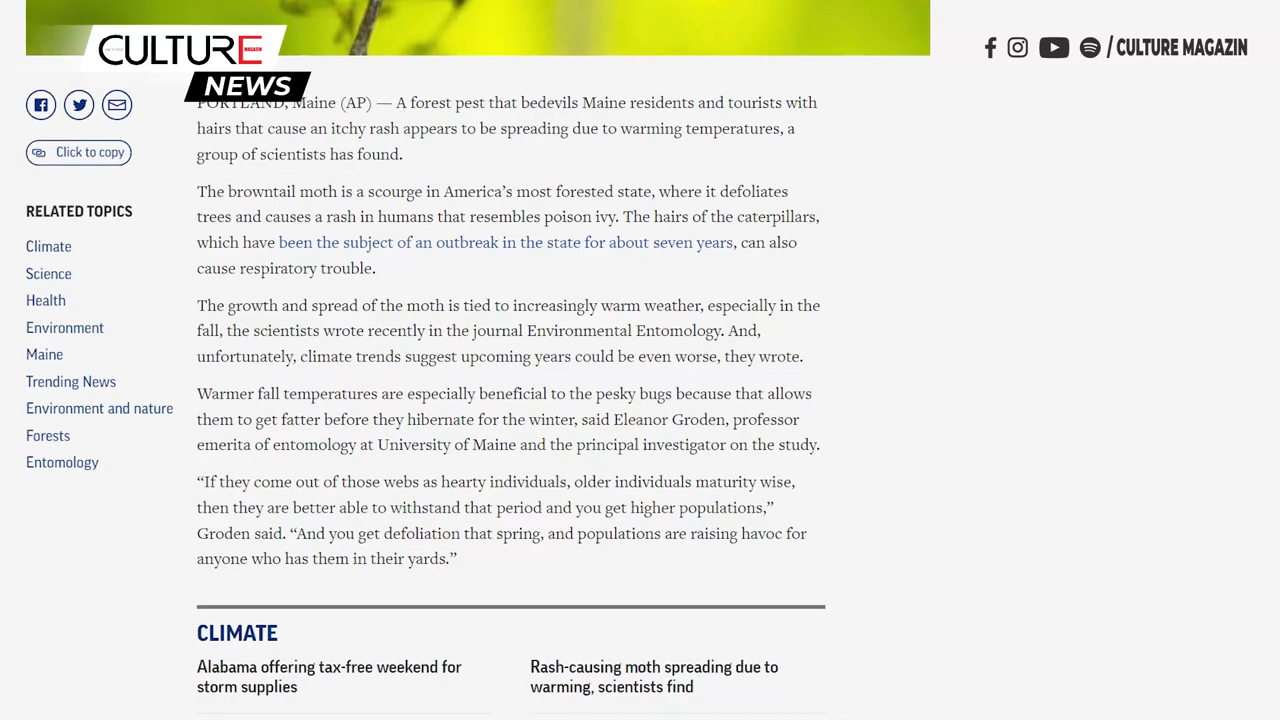 CULTURE
MAGAZIN
NEWS
/ CULTURE MAGAZIN
Click to copy
RELATED TOPICS
Climate
Science
Health
Environment
Maine
Trending News
Environment and nature
Forests
Entomology
PORTLAND, Maine (AP) — A forest pest that bedevils Maine residents and tourists with
hairs that cause an itchy rash appears to be spreading due to warming temperatures, a
group of scientists has found.
The browntail moth is a scourge in America’s most forested state, where it defoliates
trees and causes a rash in humans that resembles poison ivy. The hairs of the caterpillars,
which have been the subject of an outbreak in the state for about seven years, can also
cause respiratory trouble.
The growth and spread of the moth is tied to increasingly warm weather, especially in the
fall, the scientists wrote recently in the journal Environmental Entomology. And,
unfortunately, climate trends suggest upcoming years could be even worse, they wrote.
Warmer fall temperatures are especially beneficial to the pesky bugs because that allows
them to get fatter before they hibernate for the winter, said Eleanor Groden, professor
emerita of entomology at University of Maine and the principal investigator on the study.
“If they come out of those webs as hearty individuals, older individuals maturity wise,
then they are better able to withstand that period and you get higher populations,”
Groden said. “And you get defoliation that spring, and populations are raising havoc for
anyone who has them in their yards.”
CLIMATE
Alabama offering tax-free weekend for
storm supplies
Rash-causing moth spreading due to
warming, scientists find